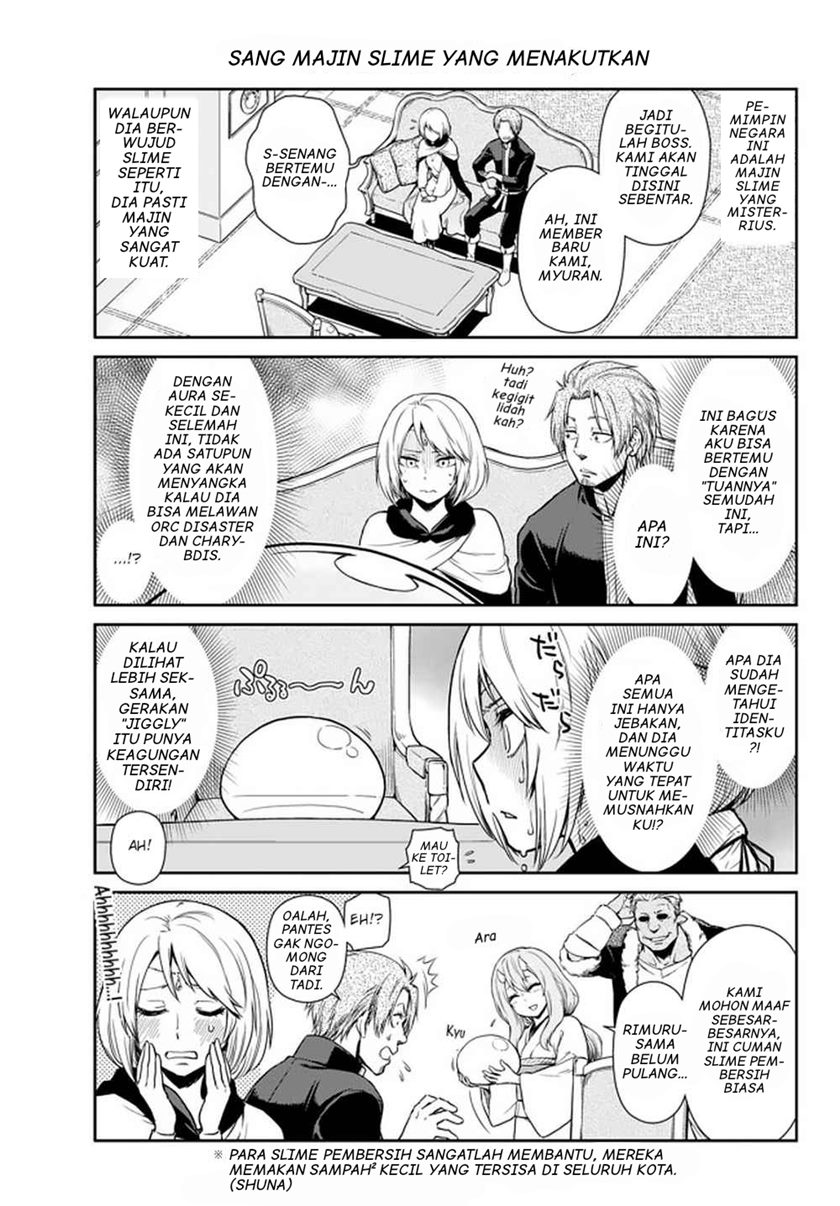 SANG MAJIN SLIME YANG MENAKUTKAN
PE-
MIMPIN
NEGARA
INI
ADALAH
MAJIN
SLIME
YANG
MISTER-
RIUS.
JADI
BEGITU-
LAH BOSS.
KAMI AKAN
TINGGAL
DISINI
SEBENTAR.
AH, INI
MEMBER
BARU
KAMI,
MYURAN.
S-SENANG
BERTEMU
DENGAN-...
WALAUPUN
DIA BER-
WUJUD
SLIME
SEPERTI
ITU,
DIA PASTI
MAJIN
YANG
SANGAT
KUAT.
INI BAGUS
KARENA
AKU BISA
BERTEMU
DENGAN
"TUANNYA"
SEMUDAH
INI,
TAPI...
APA
INI?
Huh?
tadi
kegigit
lidah
kah?
DENGAN
AURA SE-
KECIL DAN
SELEMAH
INI, TIDAK
ADA SATUPUN
YANG AKAN
MENYANGKA
KALAU DIA
BISA MELAWAN
ORC DISASTER
DAN CHARY-
BDIS.
...!?
APA DIA
SUDAH
MENGE-
TAHUI
IDEN-
TITASKU
?!
APA
SEMUA
INI HANYA
JEBAKAN,
DAN DIA
MENUNGGU
WAKTU
YANG TEPAT
UNTUK ME-
MUSNAHKAN
KU!?
だらだら
ぷるるーん
KALAU
DILIHAT
LEBIH SEK-
SAMA,
GERAKAN
"JIGGLY"
ITU PUNYA
KEAGUNGAN
TERSEN-
DIRI!
MAU
KE TOI-
LET?
AH!
KAMI
MOHON MAAF
SEBESAR-
BESARNYA,
INI CUMAN
SLIME PEM-
BERSIH
BIASA
RIMURU-
SAMA
BELUM
PULANG...
Ara
Kyu
EH!?
OALAH,
PANTES
GAK NGO-
MONG
DARI
TADI.
Ahhhhhhhhhh...!
※ PARA SLIME PEMBERSIH SANGATLAH MEMBANTU, MEREKA
MEMAKAN SAMPAH² KECIL YANG TERSISA DI SELURUH KOTA.
(SHUNA)